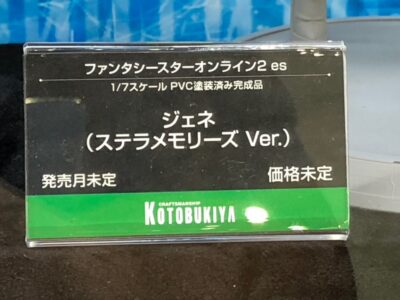 ファンタシースターオンライン2 es
1/7スケール PVC塗装済み完成品
ジェネ
(ステラメモリーズ Ver.)
発売月未定 価格未定
CRAFTSMANSHIP
KOTOBUKIYA